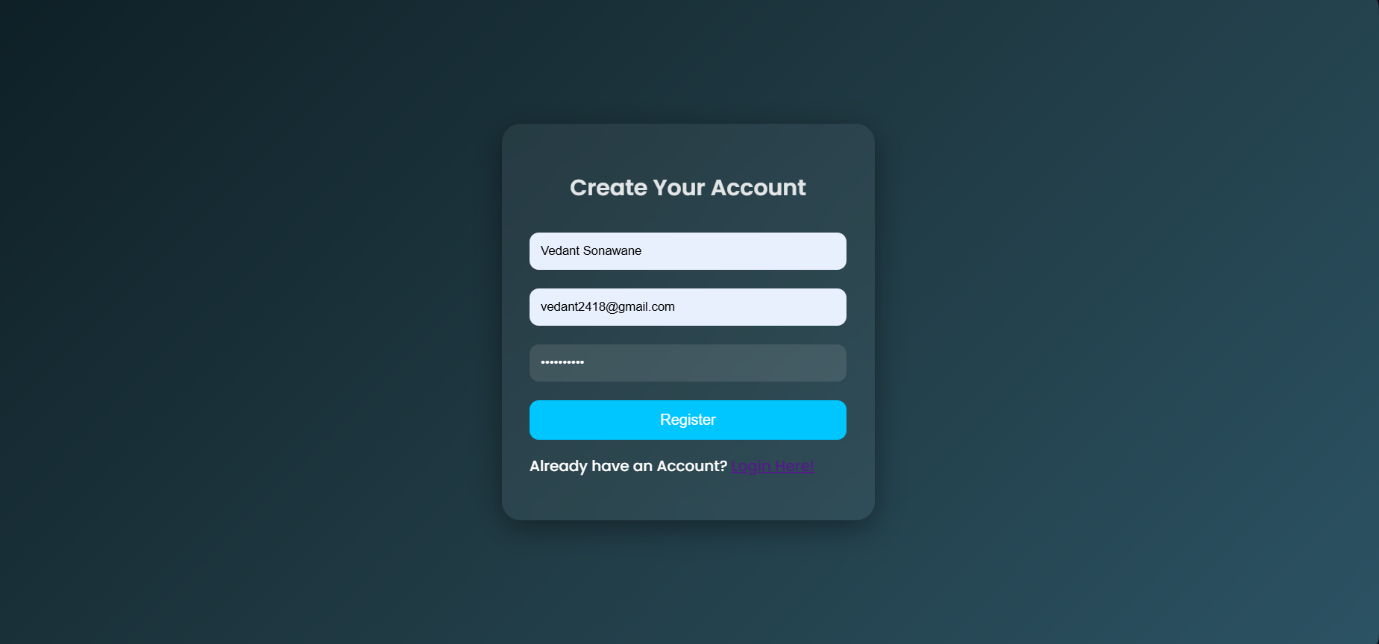 Create Your Account
Vedant Sonawane
vedant2418@gmail.com
••••••••••
Register
Already have an Account? Login Here!